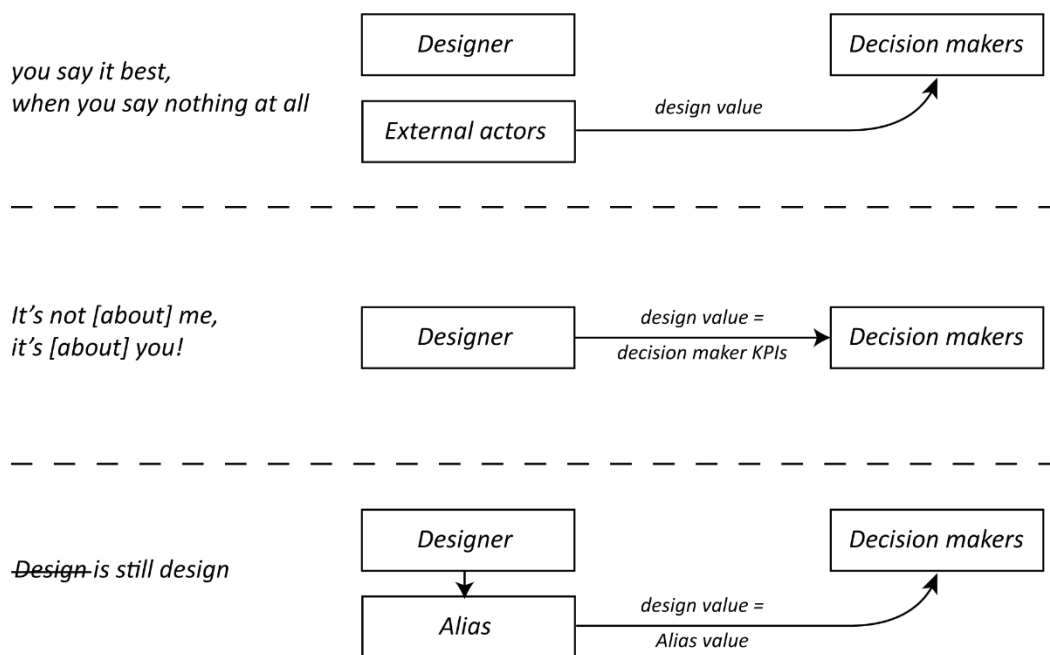 you say it best,
when you say nothing at all
Designer
Decision makers
External actors
design value
It’s not [about] me,
it’s [about] you!
Designer
design value =
decision maker KPIs
Decision makers
Design is still design
Designer
Decision makers
Alias
design value =
Alias value